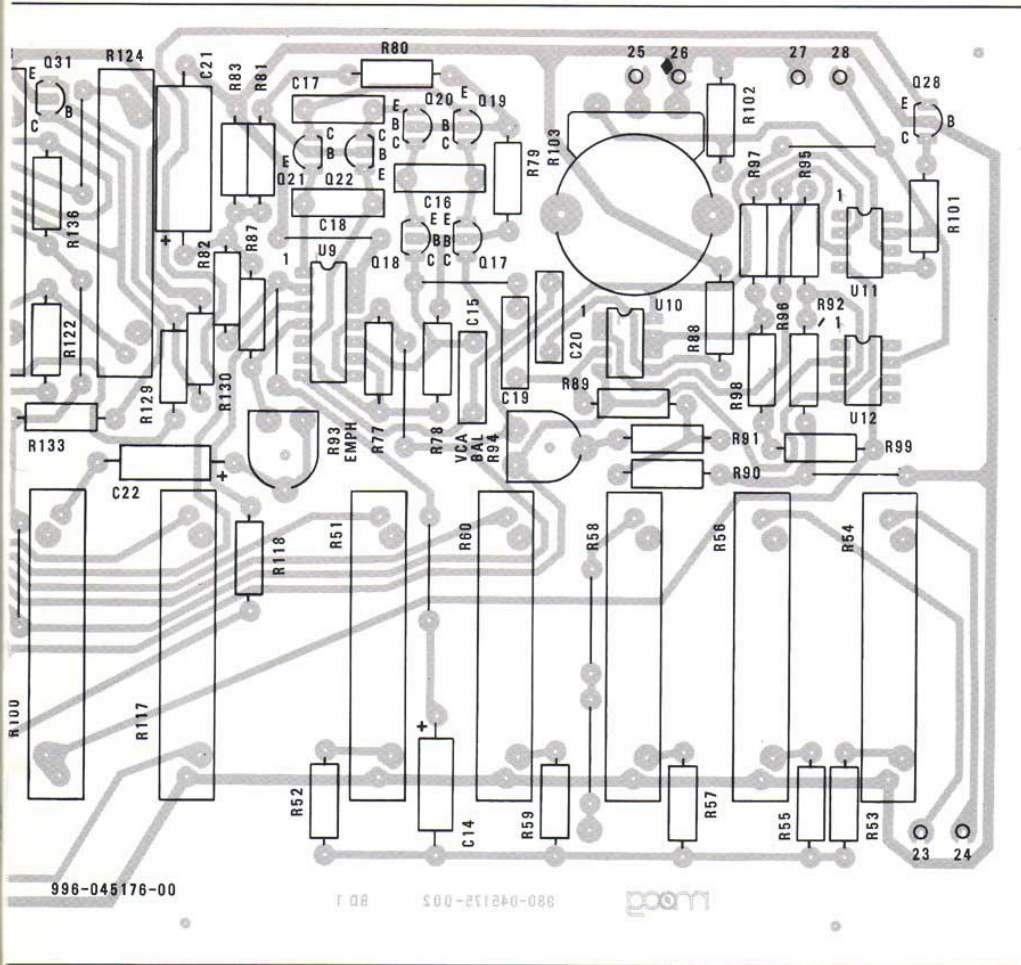 Q31
R124
C21
R83
R81
C17
R80
Q20
Q19
25
26
27
28
Q28
E
B
C
R102
R103
R79
R97
R95
R101
Q21
Q22
C16
C18
R136
R82
R87
U9
1
Q18
Q17
C15
C20
C19
U10
1
R88
R96
R92
U11
1
U12
1
R122
R129
R130
R133
R93
EMPH
R77
R78
VCA
BAL
R94
R89
R91
R90
R98
R99
C22
R118
R51
R60
R58
R56
R54
R100
R117
R52
C14
R59
R57
R55
R53
23
24
996-045176-00
BD 1
980-045175-002
moog